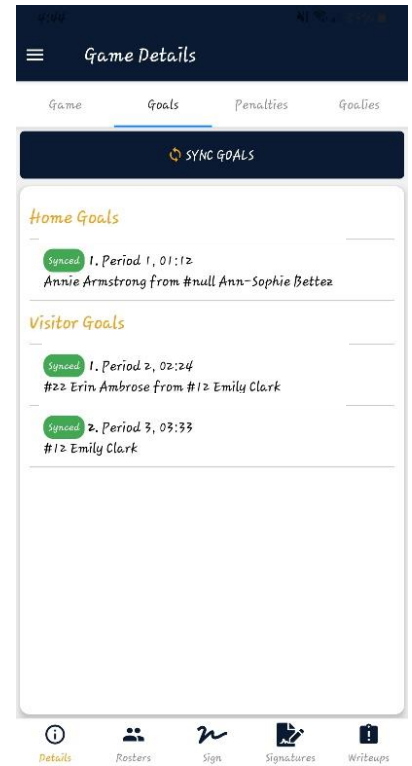 Game Details
Game Goals Penalties Goalies
SYNC GOALS
Home Goals
Synced 1. Period 1, 01:12
Annie Armstrong from #null Ann-Sophie Bettez
Visitor Goals
Synced 1. Period 2, 02:24
#22 Erin Ambrose from #12 Emily Clark
Synced 2. Period 3, 03:33
#12 Emily Clark
Details Rosters Sign Signatures Writeups